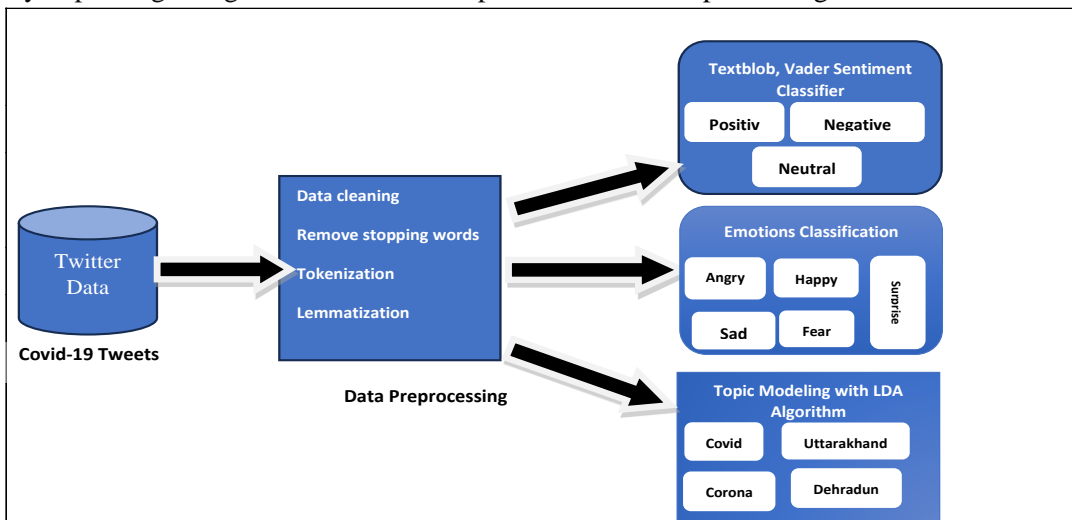 Twitter
Data
Covid-19 Tweets
Data cleaning
Remove stopping words
Tokenization
Lemmatization
Data Preprocessing
Textblob, Vader Sentiment
Classifier
Positiv
Negative
Neutral
Emotions Classification
Angry
Happy
Surprise
Sad
Fear
Topic Modeling with LDA
Algorithm
Covid
Uttarakhand
Corona
Dehradun